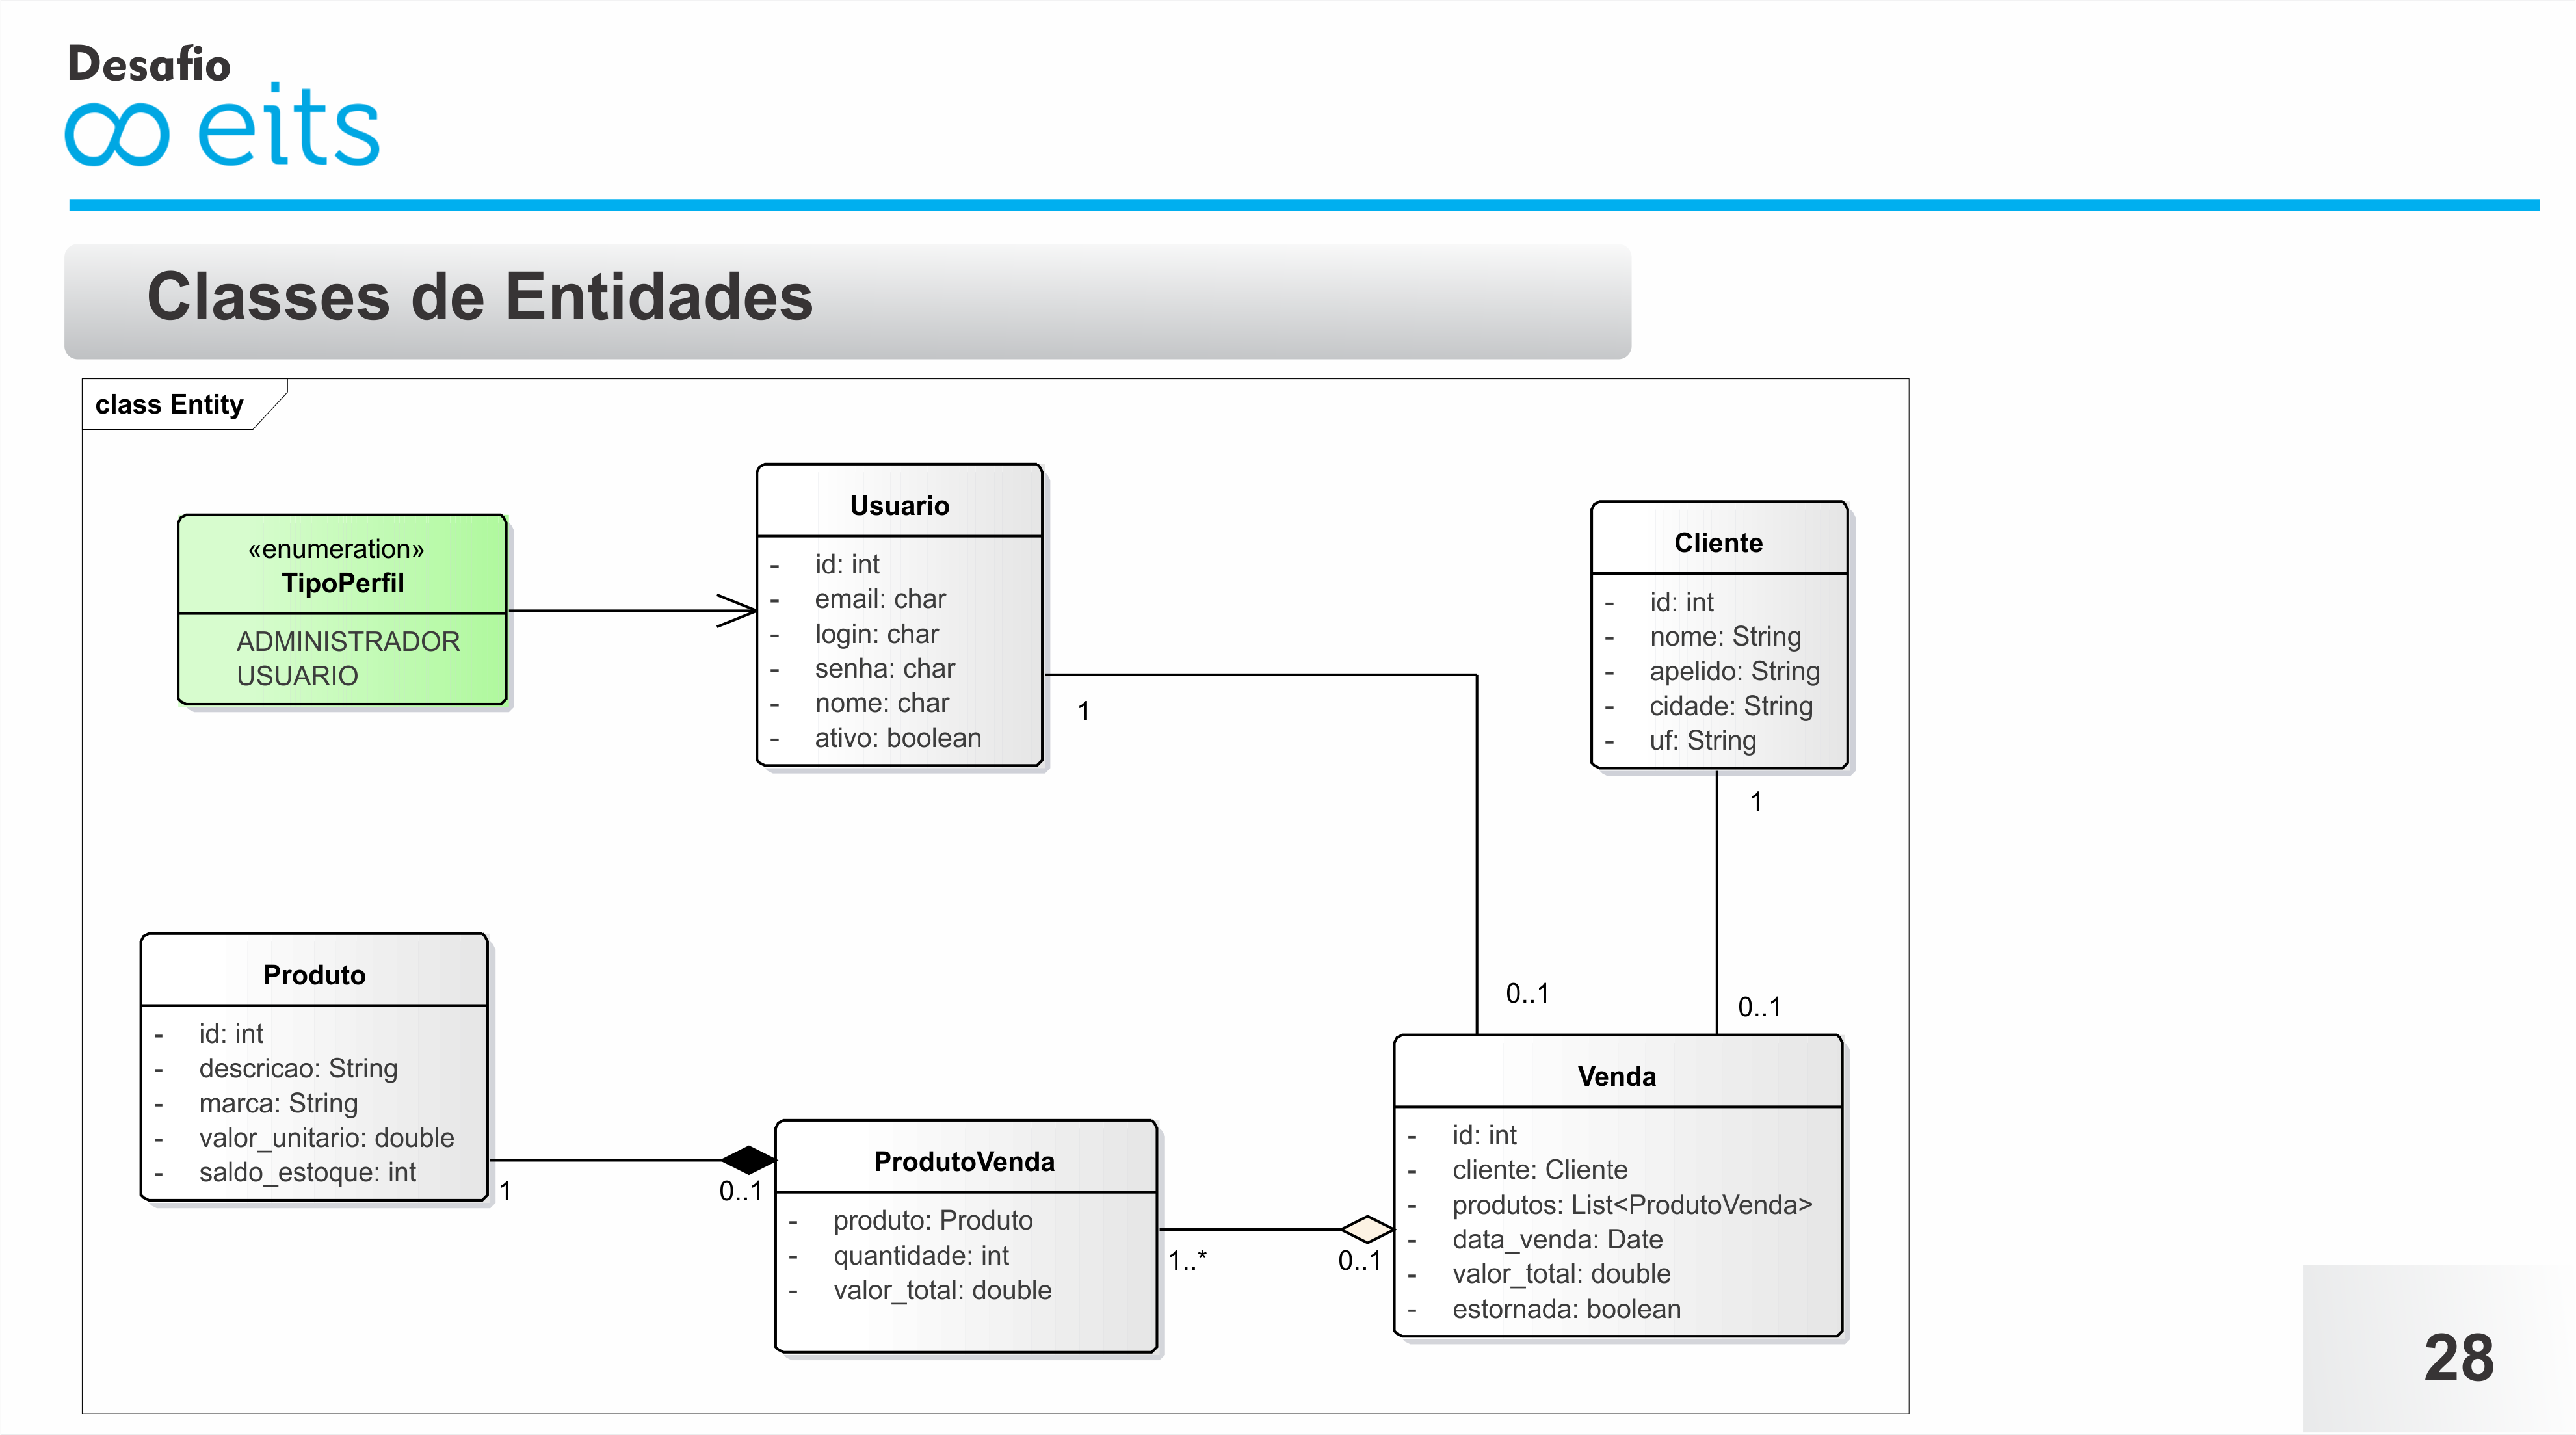 Desafio
eits
Classes de Entidades
class Entity
«enumeration»
TipoPerfil
ADMINISTRADOR
USUARIO
Usuario
- id: int
- email: char
- login: char
- senha: char
- nome: char
- ativo: boolean
1
Cliente
- id: int
- nome: String
- apelido: String
- cidade: String
- uf: String
1
0..1
0..1
Produto
- id: int
- descricao: String
- marca: String
- valor_unitario: double
- saldo_estoque: int
1
0..1
ProdutoVenda
- produto: Produto
- quantidade: int
- valor_total: double
1..*
0..1
Venda
- id: int
- cliente: Cliente
- produtos: List<ProdutoVenda>
- data_venda: Date
- valor_total: double
- estornada: boolean
28